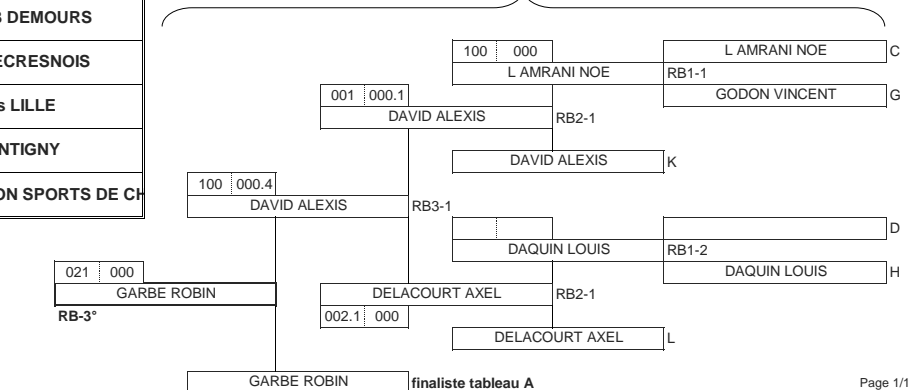 DEMOURS
ECRESNOIS
LILLE
NTIGNY
ON SPORTS DE CH
100 000 L AMRANI NOE C
L AMRANI NOE RB1-1
001 000.1 GODON VINCENT G
DAVID ALEXIS RB2-1
DAVID ALEXIS K
100 000.4
DAVID ALEXIS RB3-1
D
DAQUIN LOUIS RB1-2
021 000 DAQUIN LOUIS H
GARBE ROBIN DELACOURT AXEL RB2-1
RB-3° 002.1 000
DELACOURT AXEL L
GARBE ROBIN finaliste tableau A Page 1/1